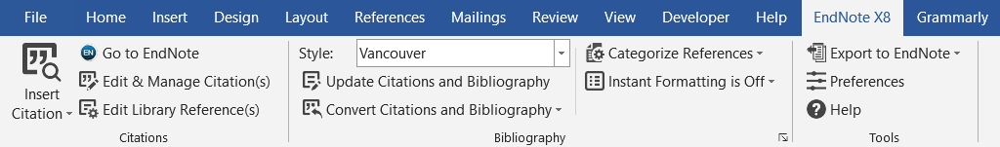 File Home Insert Design Layout References Mailings Review View Developer Help EndNote X8 Grammarly
Insert Citation
EN Go to EndNote
Edit & Manage Citation(s)
Edit Library Reference(s)
Citations
Style: Vancouver
Update Citations and Bibliography
Convert Citations and Bibliography
Categorize References
Instant Formatting is Off
Bibliography
Export to EndNote
Preferences
Help
Tools